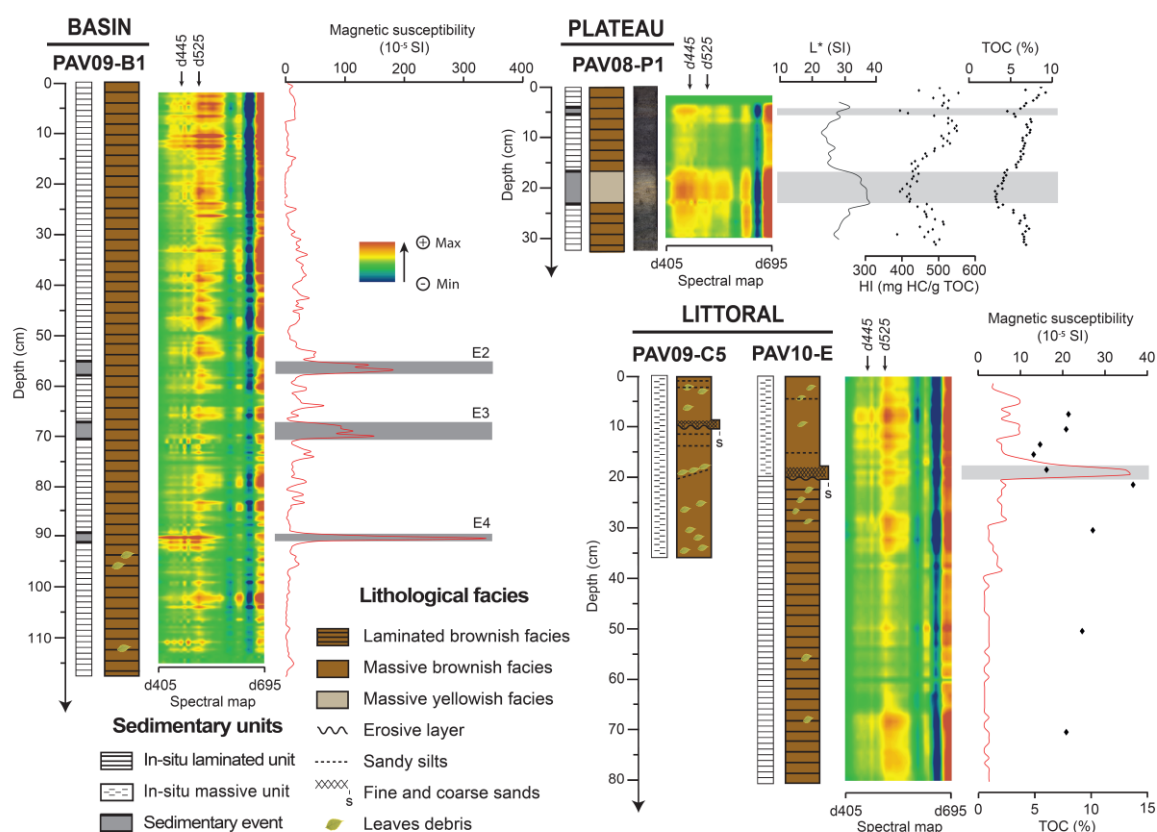 BASIN
PAV09-B1
d445
d525
Magnetic susceptibility
(10-5 SI)
0 100 200 300 400
Depth (cm)
0
10
20
30
40
50
60
70
80
90
100
110
E2
E3
E4
+ Max
- Min
d405 d695
Spectral map
PLATEAU
PAV08-P1
d445
d525
L* (SI)
10 20 30 40
TOC (%)
0 5 10
Depth (cm)
0
10
20
30
d405 d695
Spectral map
300 400 500 600
HI (mg HC/g TOC)
LITTORAL
PAV09-C5
PAV10-E
d445
d525
Magnetic susceptibility
(10-5 SI)
0 10 20 30 40
Depth (cm)
0
10
20
30
40
50
60
70
80
s
s
d405 d695
Spectral map
0 5 10 15
TOC (%)
Sedimentary units
In-situ laminated unit
In-situ massive unit
Sedimentary event
Lithological facies
Laminated brownish facies
Massive brownish facies
Massive yellowish facies
Erosive layer
Sandy silts
s
Fine and coarse sands
Leaves debris